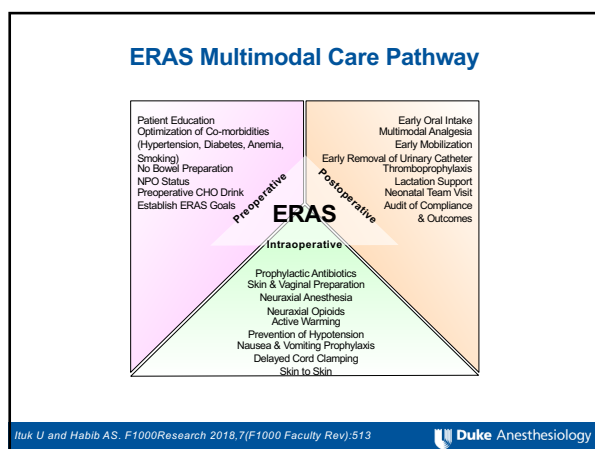 ERAS Multimodal Care Pathway
Patient Education
Optimization of Co-morbidities
(Hypertension, Diabetes, Anemia,
Smoking)
No Bowel Preparation
NPO Status
Preoperative CHO Drink
Establish ERAS Goals
Preoperative
Early Oral Intake
Multimodal Analgesia
Early Mobilization
Early Removal of Urinary Catheter
Thromboprophylaxis
Lactation Support
Neonatal Team Visit
Audit of Compliance
& Outcomes
Postoperative
ERAS
Intraoperative
Prophylactic Antibiotics
Skin & Vaginal Preparation
Neuraxial Anesthesia
Neuraxial Opioids
Active Warming
Prevention of Hypotension
Nausea & Vomiting Prophylaxis
Delayed Cord Clamping
Skin to Skin
Ituk U and Habib AS. F1000Research 2018,7(F1000 Faculty Rev):513
Duke Anesthesiology